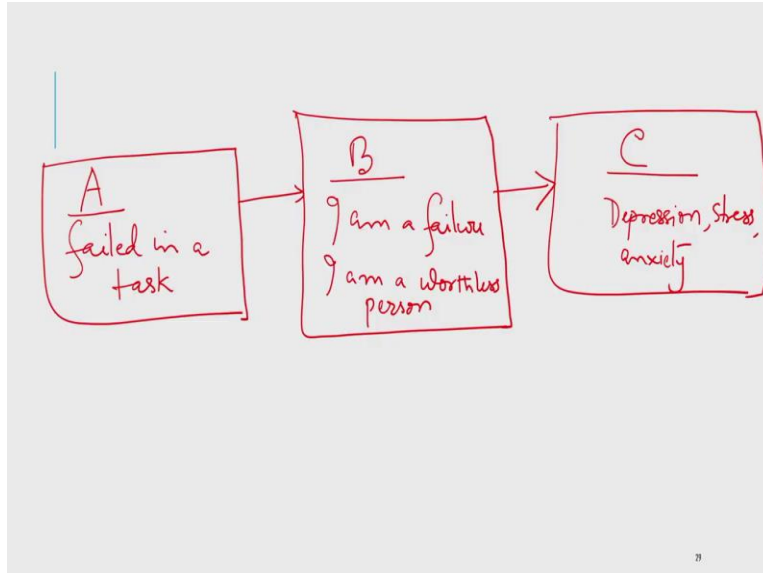 A
failed in a
task
B
I am a failure
I am a worthless
person
C
Depression, stress,
anxiety
29